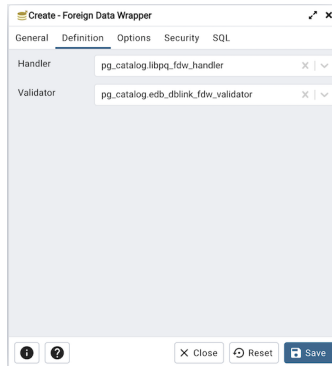 Create - Foreign Data Wrapper
General Definition Options Security SQL
Handler pg_catalog.libpq_fdw_handler
Validator pg_catalog.edb_dblink_fdw_validator
Close Reset Save